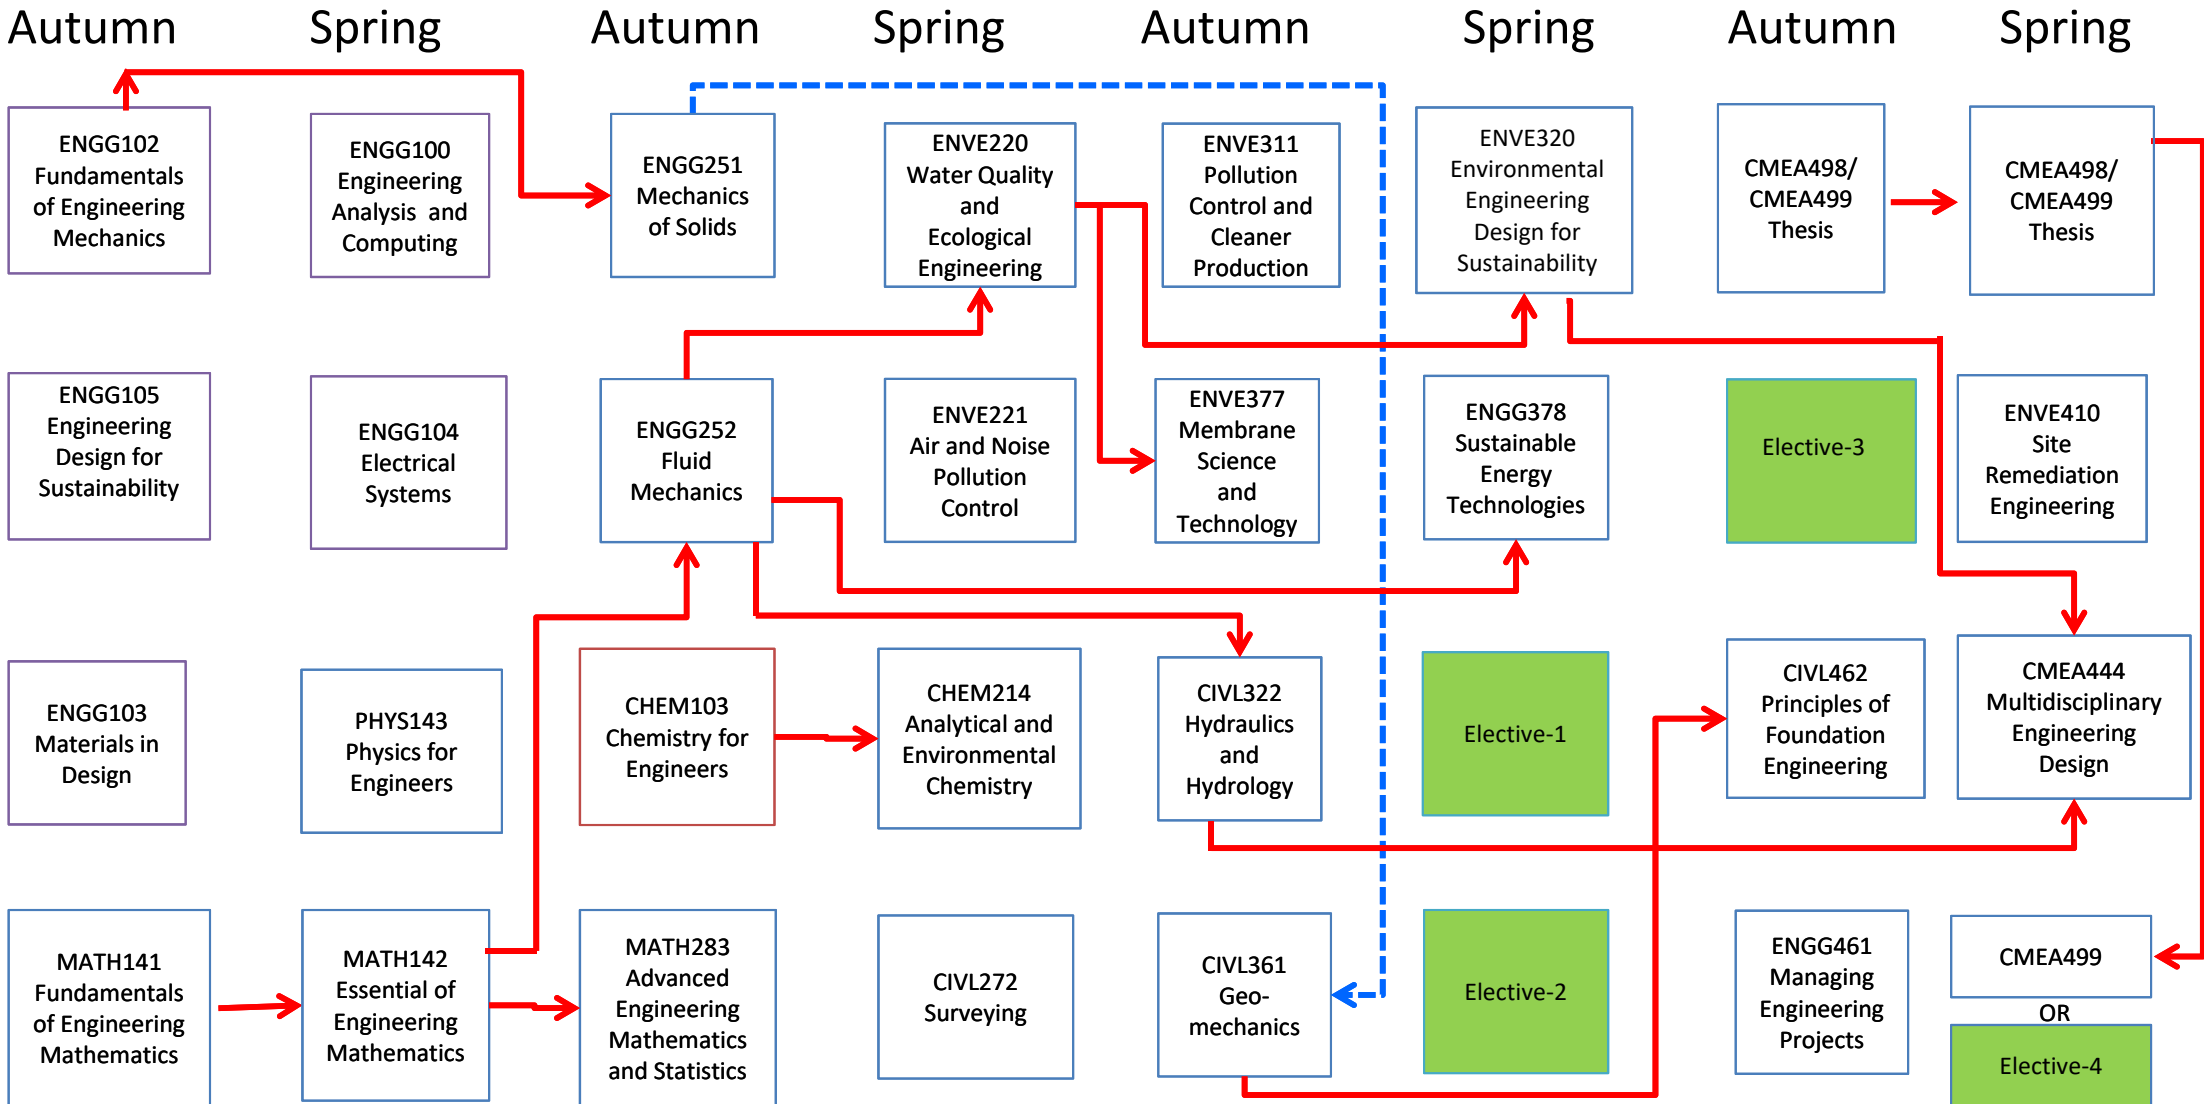 Autumn Spring Autumn Spring Autumn Spring Autumn Spring
ENGG102
Fundamentals
of Engineering
Mechanics
ENGG100
Engineering
Analysis and
Computing
ENGG251
Mechanics
of Solids
ENVE220
Water Quality
and
Ecological
Engineering
ENVE311
Pollution
Control and
Cleaner
Production
ENVE320
Environmental
Engineering
Design for
Sustainability
CMEA498/
CMEA499
Thesis
CMEA498/
CMEA499
Thesis
ENGG105
Engineering
Design for
Sustainability
ENGG104
Electrical
Systems
ENGG252
Fluid
Mechanics
ENVE221
Air and Noise
Pollution
Control
ENVE377
Membrane
Science
and
Technology
ENGG378
Sustainable
Energy
Technologies
Elective-3
ENVE410
Site
Remediation
Engineering
ENGG103
Materials in
Design
PHYS143
Physics for
Engineers
CHEM103
Chemistry for
Engineers
CHEM214
Analytical and
Environmental
Chemistry
CIVL322
Hydraulics
and
Hydrology
Elective-1
CIVL462
Principles of
Foundation
Engineering
CMEA444
Multidisciplinary
Engineering
Design
MATH141
Fundamentals
of Engineering
Mathematics
MATH142
Essential of
Engineering
Mathematics
MATH283
Advanced
Engineering
Mathematics
and Statistics
CIVL272
Surveying
CIVL361
Geo-
mechanics
Elective-2
ENGG461
Managing
Engineering
Projects
CMEA499
OR
Elective-4